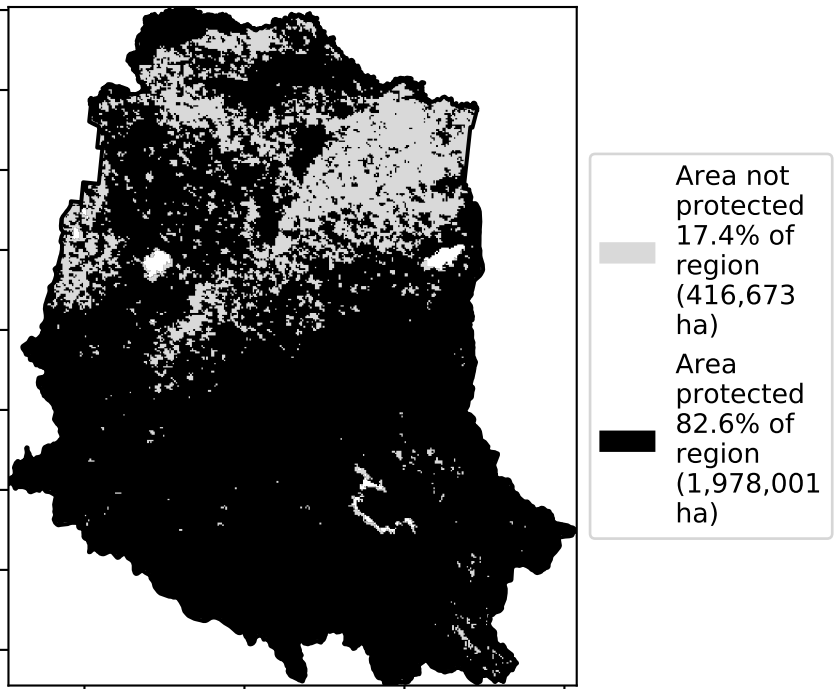 Area not
protected
17.4% of
region
(416,673
ha)
Area
protected
82.6% of
region
(1,978,001
ha)